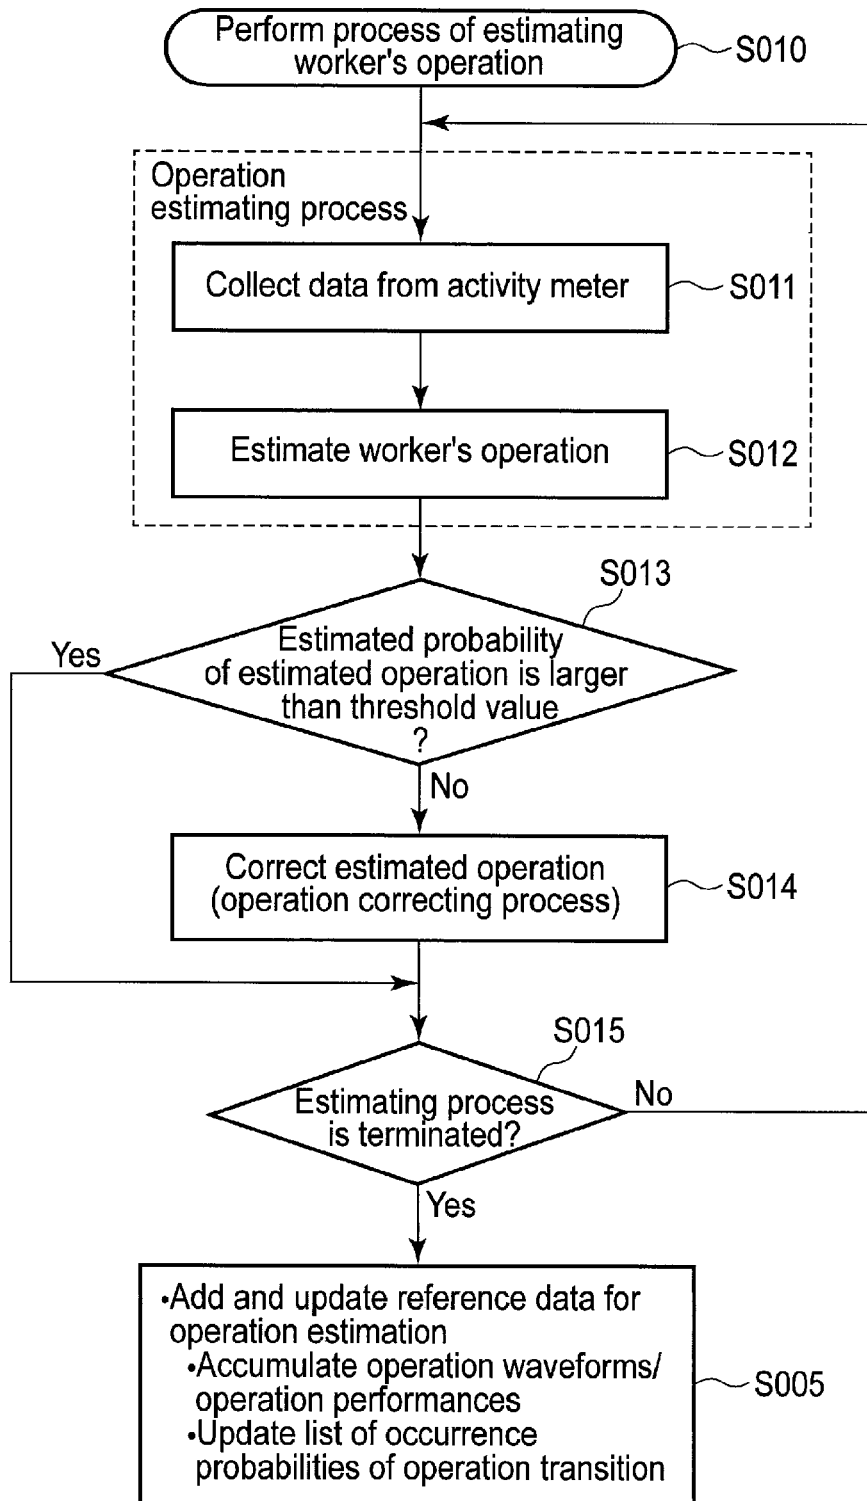 Perform process of estimating
worker's operation
S010
Operation
estimating process
Collect data from activity meter
S011
Estimate worker's operation
S012
S013
Yes
Estimated probability
of estimated operation is larger
than threshold value
?
No
Correct estimated operation
(operation correcting process)
S014
S015
Estimating process
is terminated?
No
Yes
•Add and update reference data for
operation estimation
•Accumulate operation waveforms/
operation performances
•Update list of occurrence
probabilities of operation transition
S005